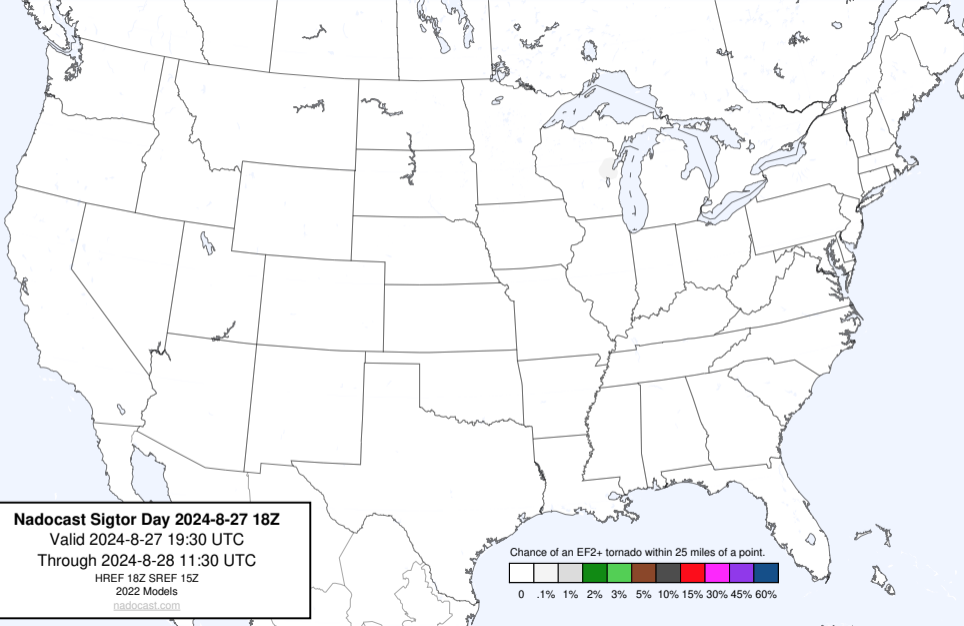 Nadocast Sigtor Day 2024-8-27 18Z
Valid 2024-8-27 19:30 UTC
Through 2024-8-28 11:30 UTC
HREF 18Z SREF 15Z
2022 Models
nadocast.com
Chance of an EF2+ tornado within 25 miles of a point.
0 .1% 1% 2% 3% 5% 10% 15% 30% 45% 60%